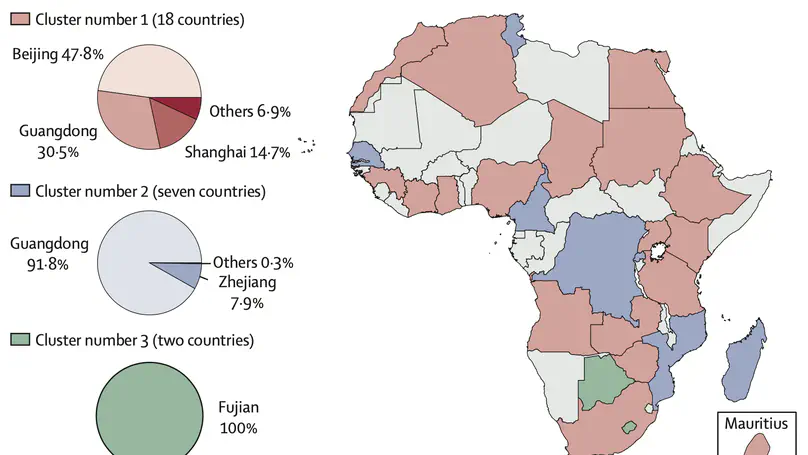 Cluster number 1 (18 countries)
Beijing 47·8%
Others 6·9%
Guangdong
30·5%
Shanghai 14·7%
Cluster number 2 (seven countries)
Guangdong
91·8%
Others 0·3%
Zhejiang
7·9%
Cluster number 3 (two countries)
Fujian
100%
Mauritius